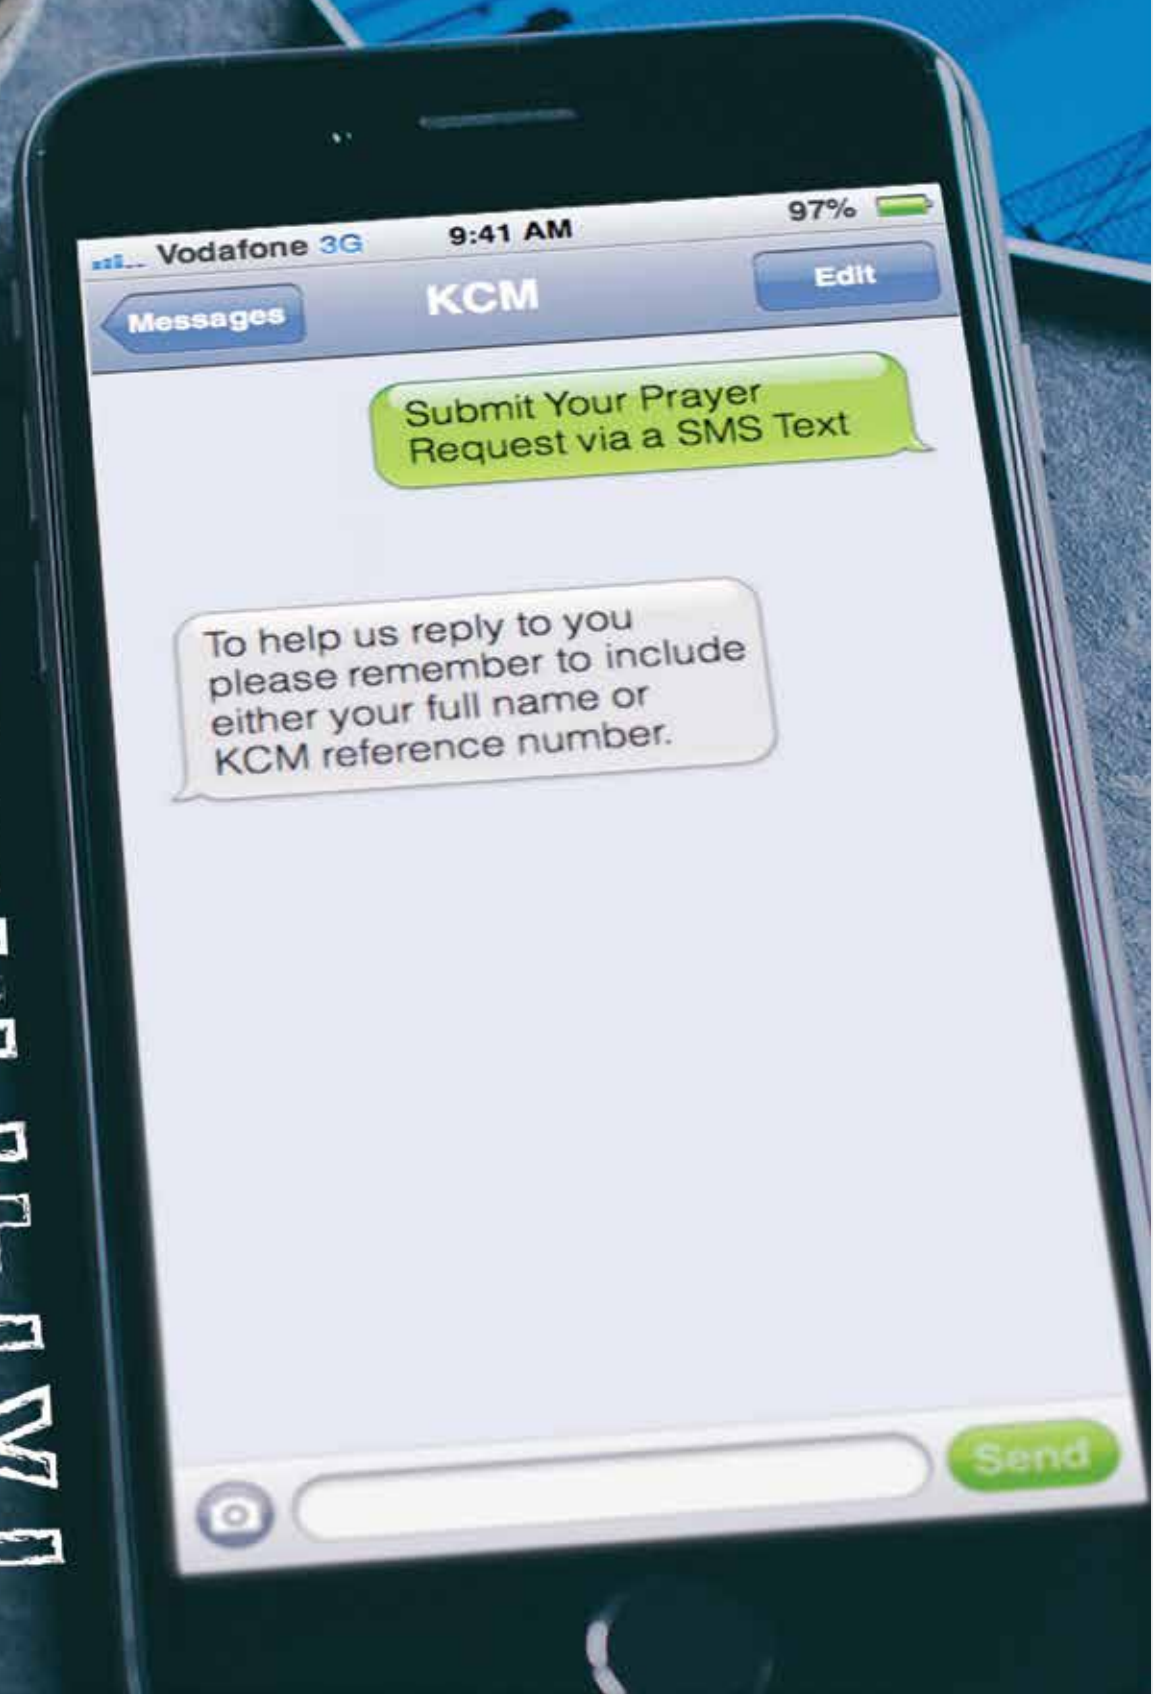 Vodafone 3G 9:41 AM 97%
Messages KCM Edit
Submit Your Prayer
Request via a SMS Text
To help us reply to you
please remember to include
either your full name or
KCM reference number.
Send